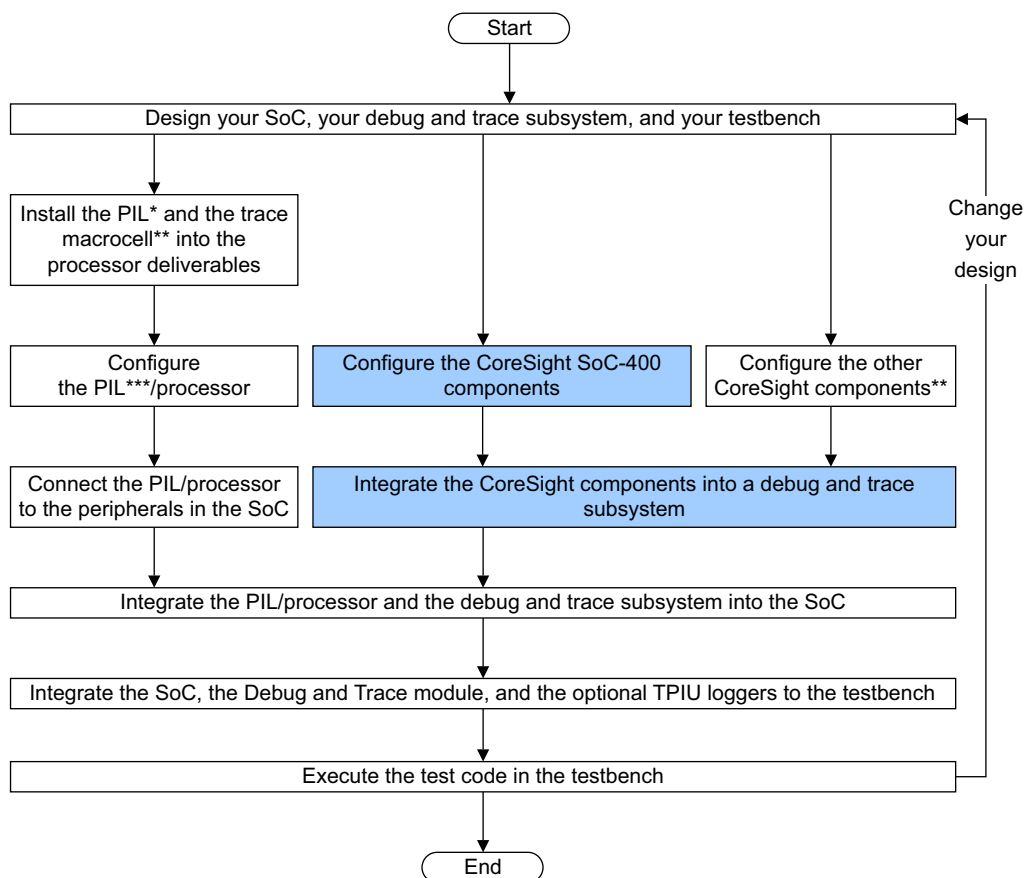 Start
Design your SoC, your debug and trace subsystem, and your testbench
Install the PIL* and the trace
macrocell** into the
processor deliverables
Change
your
design
Configure
the PIL***/processor
Configure the CoreSight SoC-400
components
Configure the other
CoreSight components**
Connect the PIL/processor
to the peripherals in the SoC
Integrate the CoreSight components into a debug and trace
subsystem
Integrate the PIL/processor and the debug and trace subsystem into the SoC
Integrate the SoC, the Debug and Trace module, and the optional TPIU loggers to the testbench
Execute the test code in the testbench
End